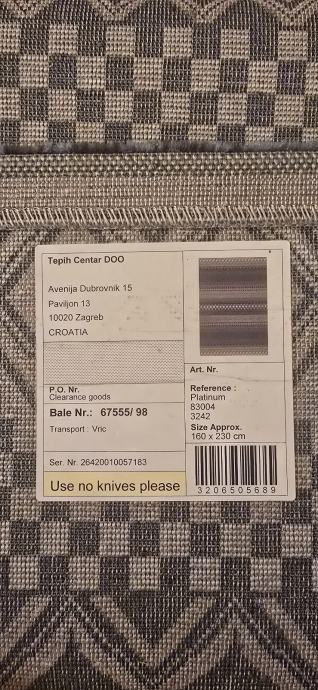 Tepih Centar DOO
Avenija Dubrovnik 15
Paviljon 13
10020 Zagreb
CROATIA
P.O. Nr.
Clearance goods
Bale Nr.: 67555/ 98
Transport : Vric
Ser. Nr. 26420010057183
Use no knives please
Art. Nr.
Reference :
Platinum
83004
3242
Size Approx.
160 x 230 cm
3206505689